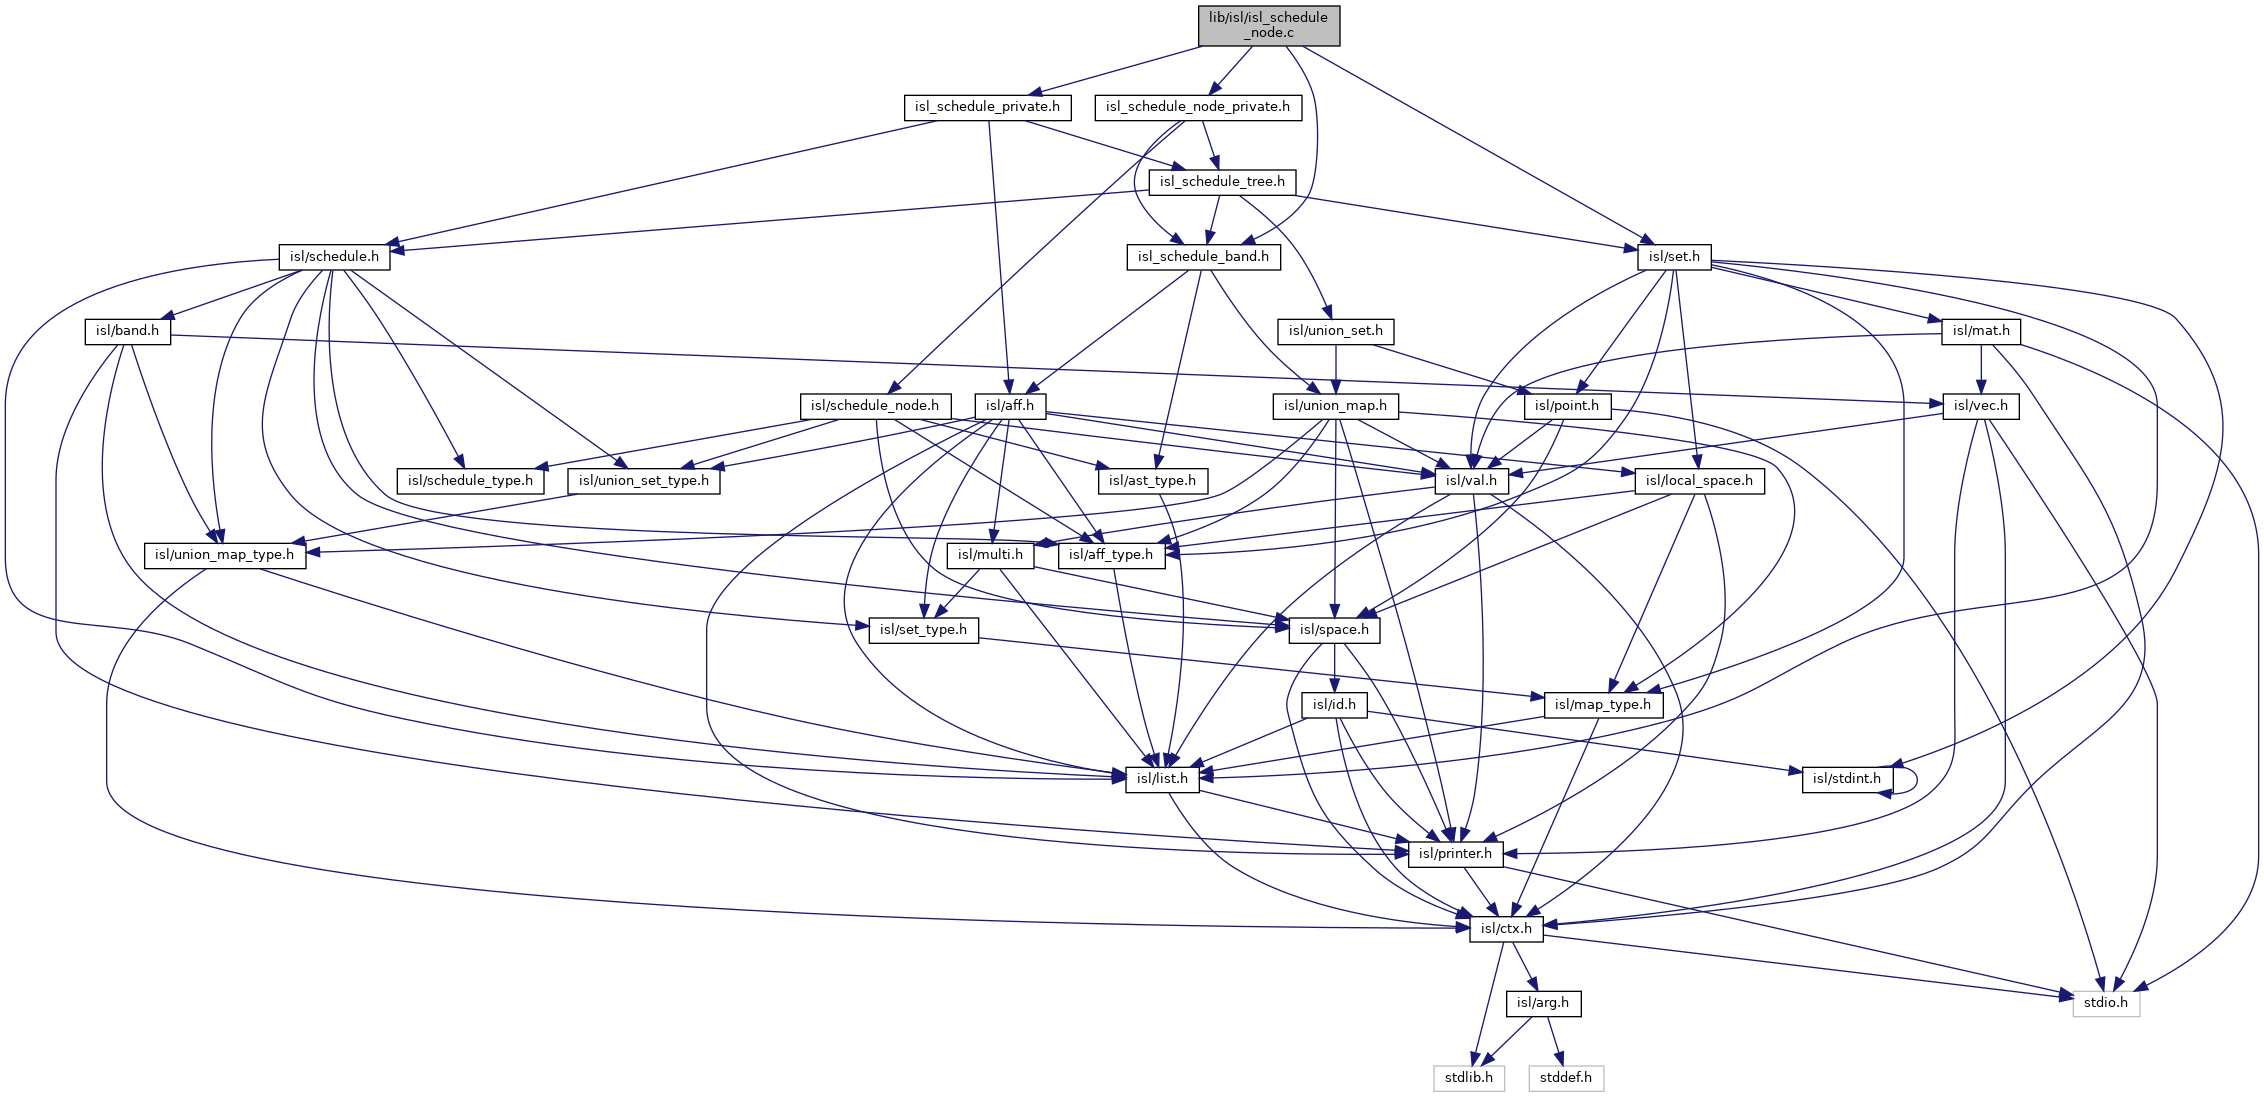 lib/isl/isl_schedule
_node.c
isl_schedule_private.h
isl_schedule_node_private.h
isl_schedule_tree.h
isl/schedule.h
isl_schedule_band.h
isl/set.h
isl/band.h
isl/union_set.h
isl/mat.h
isl/schedule_node.h
isl/aff.h
isl/union_map.h
isl/point.h
isl/vec.h
isl/schedule_type.h
isl/union_set_type.h
isl/ast_type.h
isl/val.h
isl/local_space.h
isl/union_map_type.h
isl/multi.h
isl/aff_type.h
isl/set_type.h
isl/space.h
isl/id.h
isl/map_type.h
isl/list.h
isl/stdint.h
isl/printer.h
isl/ctx.h
isl/arg.h
stdio.h
stdlib.h
stddef.h